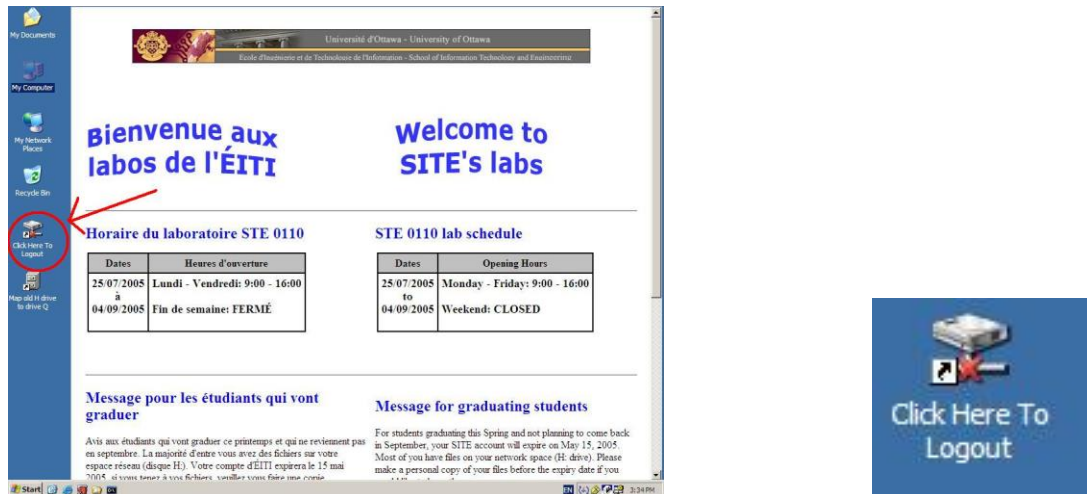 My Documents
My Computer
My Network
Places
Recycle Bin
Click Here To
Logout
Map old H drive
to drive Q
Université d'Ottawa - University of Ottawa
Ecole d'Ingénierie et de Technologie de l'Information - School of Information Technology and Engineering
Bienvenue aux
labos de l'ÉITI
Welcome to
SITE's labs
Horaire du laboratoire STE 0110
Dates Heures d'ouverture
25/07/2005 Lundi - Vendredi: 9:00 - 16:00
à
04/09/2005 Fin de semaine: FERMÉ
STE 0110 lab schedule
Dates Opening Hours
25/07/2005 Monday - Friday: 9:00 - 16:00
to
04/09/2005 Weekend: CLOSED
Message pour les étudiants qui vont
graduer
Avis aux étudiants qui vont graduer ce printemps et qui ne reviennent pas
en septembre. La majorité d'entre vous avez des fichiers sur votre
espace réseau (disque H:). Votre compte d'ÉITI expirera le 15 mai
2005, si vous tenez à vos fichiers, veuillez vous faire une copie
Message for graduating students
For students graduating this Spring and not planning to come back
in September, your SITE account will expire on May 15, 2005.
Most of you have files on your network space (H: drive). Please
make a personal copy of your files before the expiry date if you
Start
EN
3:34 PM
Click Here To
Logout